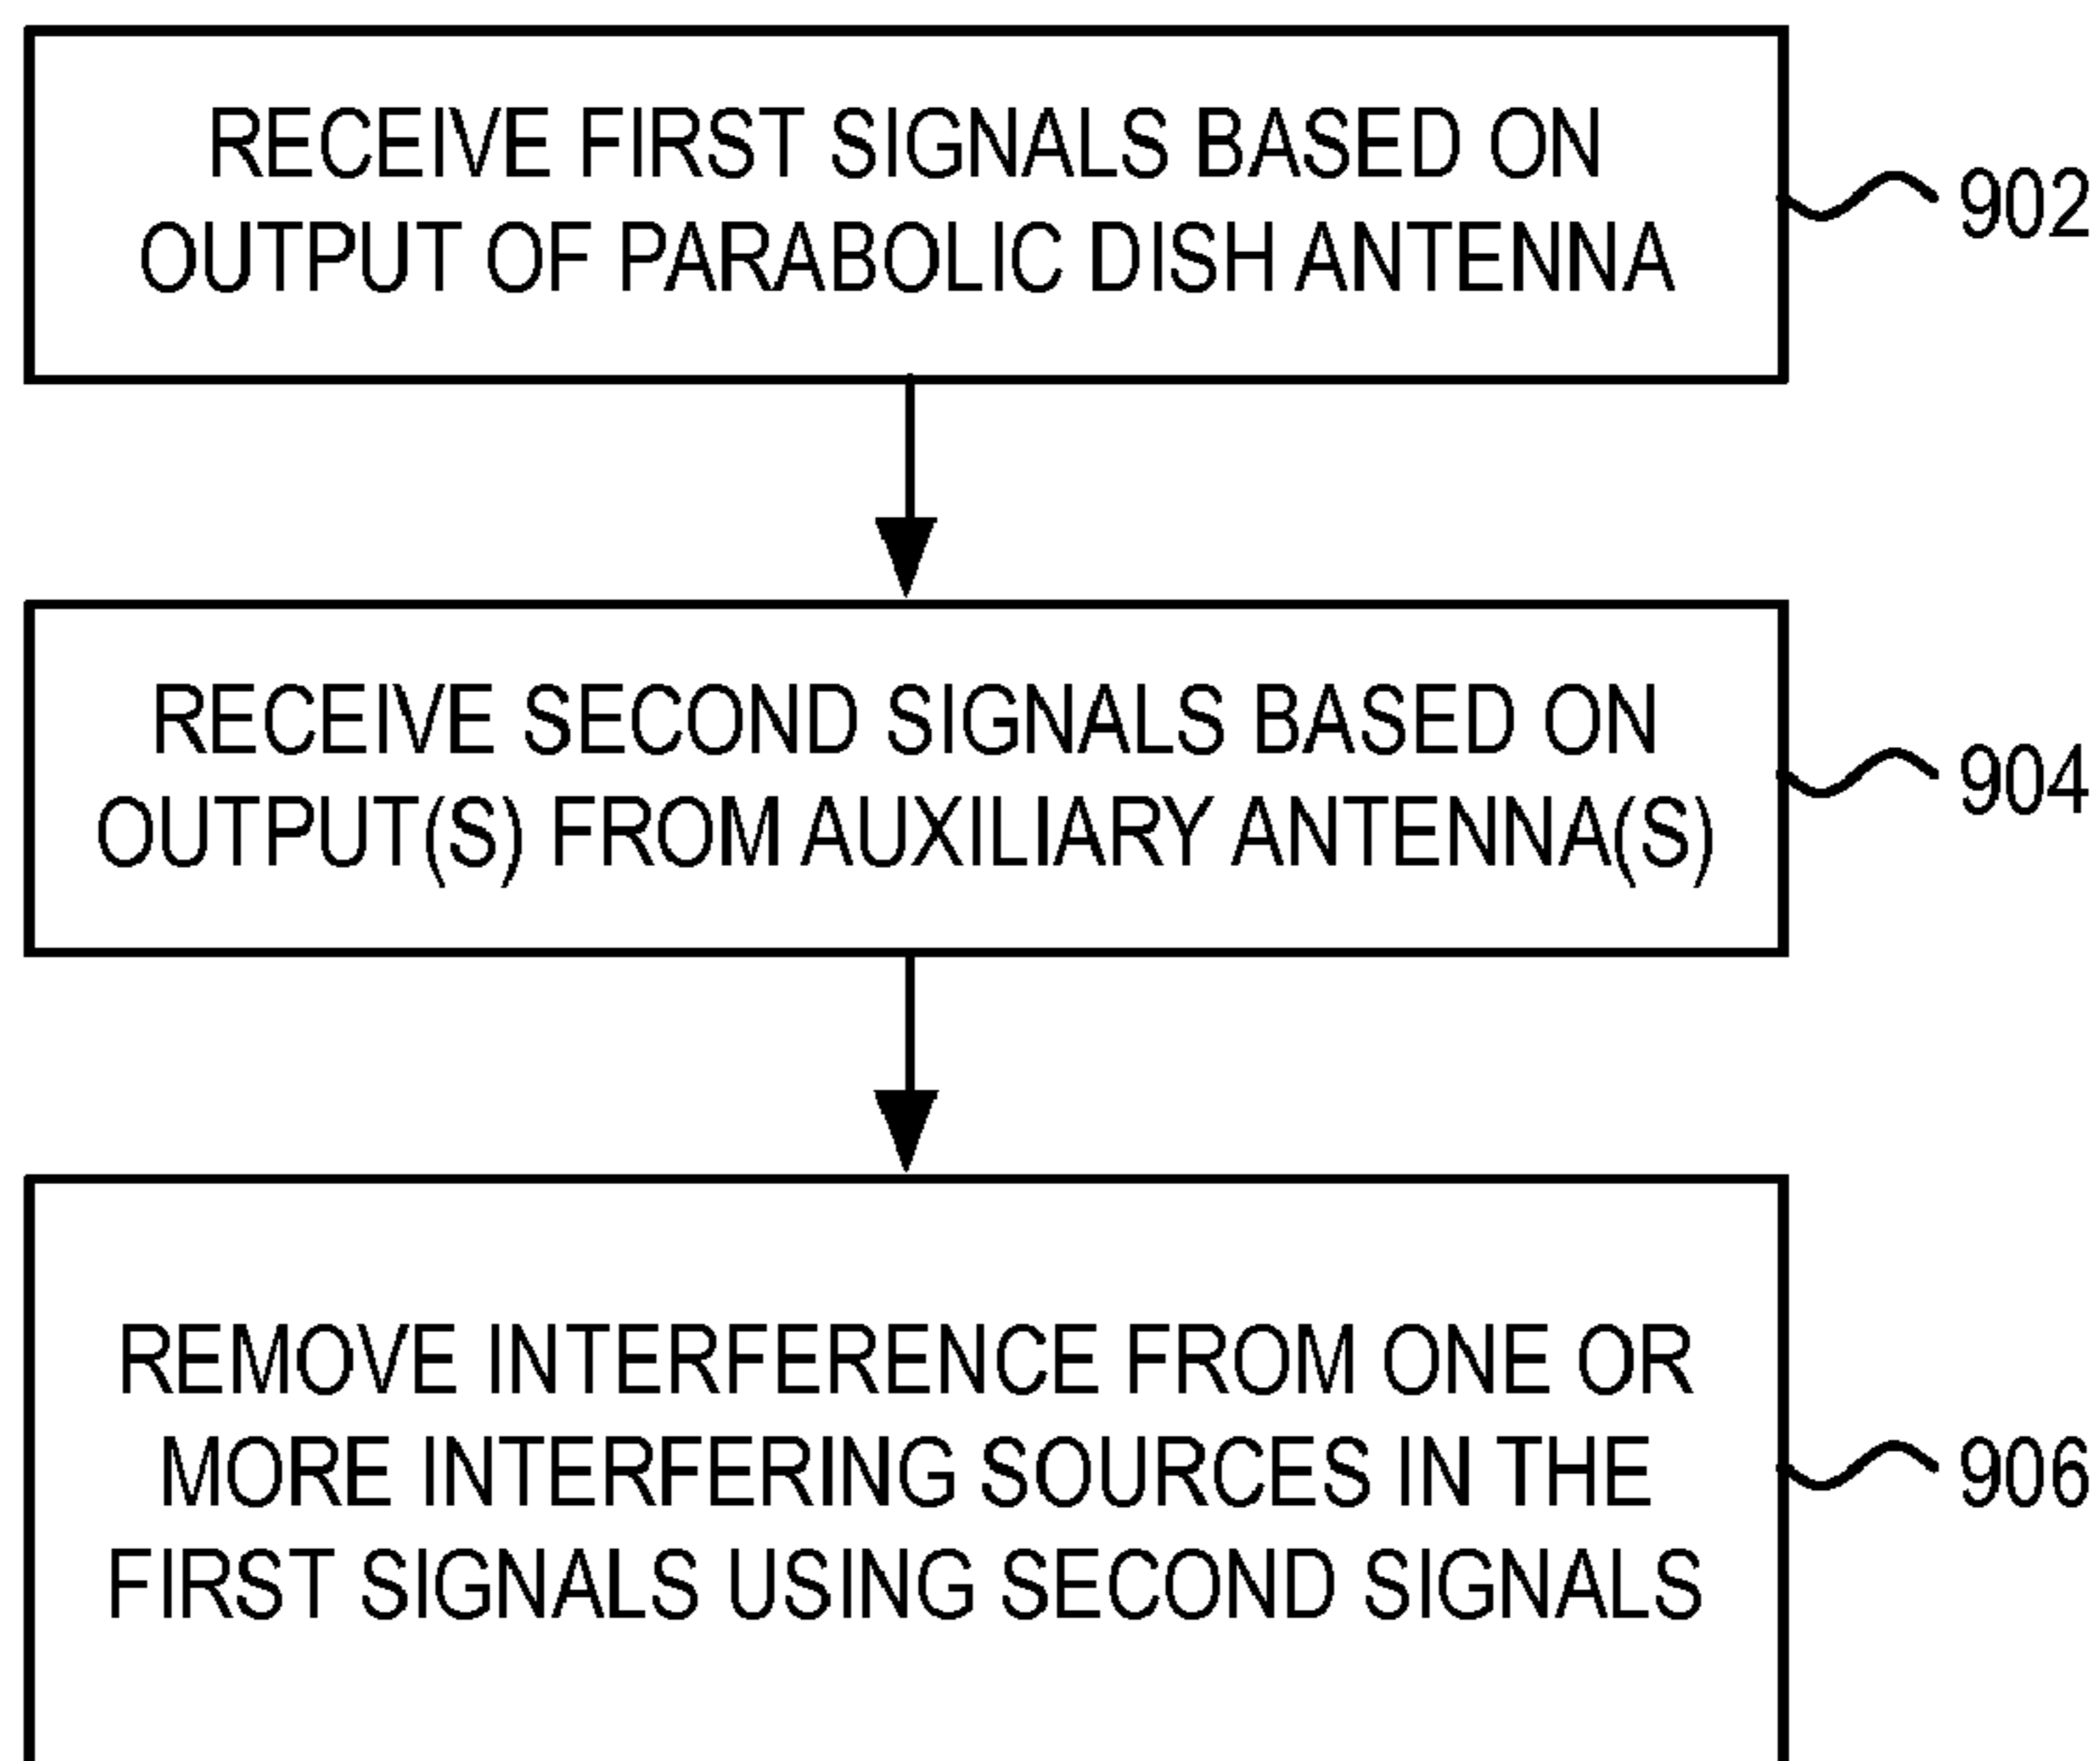 RECEIVE FIRST SIGNALS BASED ON
OUTPUT OF PARABOLIC DISH ANTENNA
902
RECEIVE SECOND SIGNALS BASED ON
OUTPUT(S) FROM AUXILIARY ANTENNA(S)
904
REMOVE INTERFERENCE FROM ONE OR
MORE INTERFERING SOURCES IN THE
FIRST SIGNALS USING SECOND SIGNALS
906